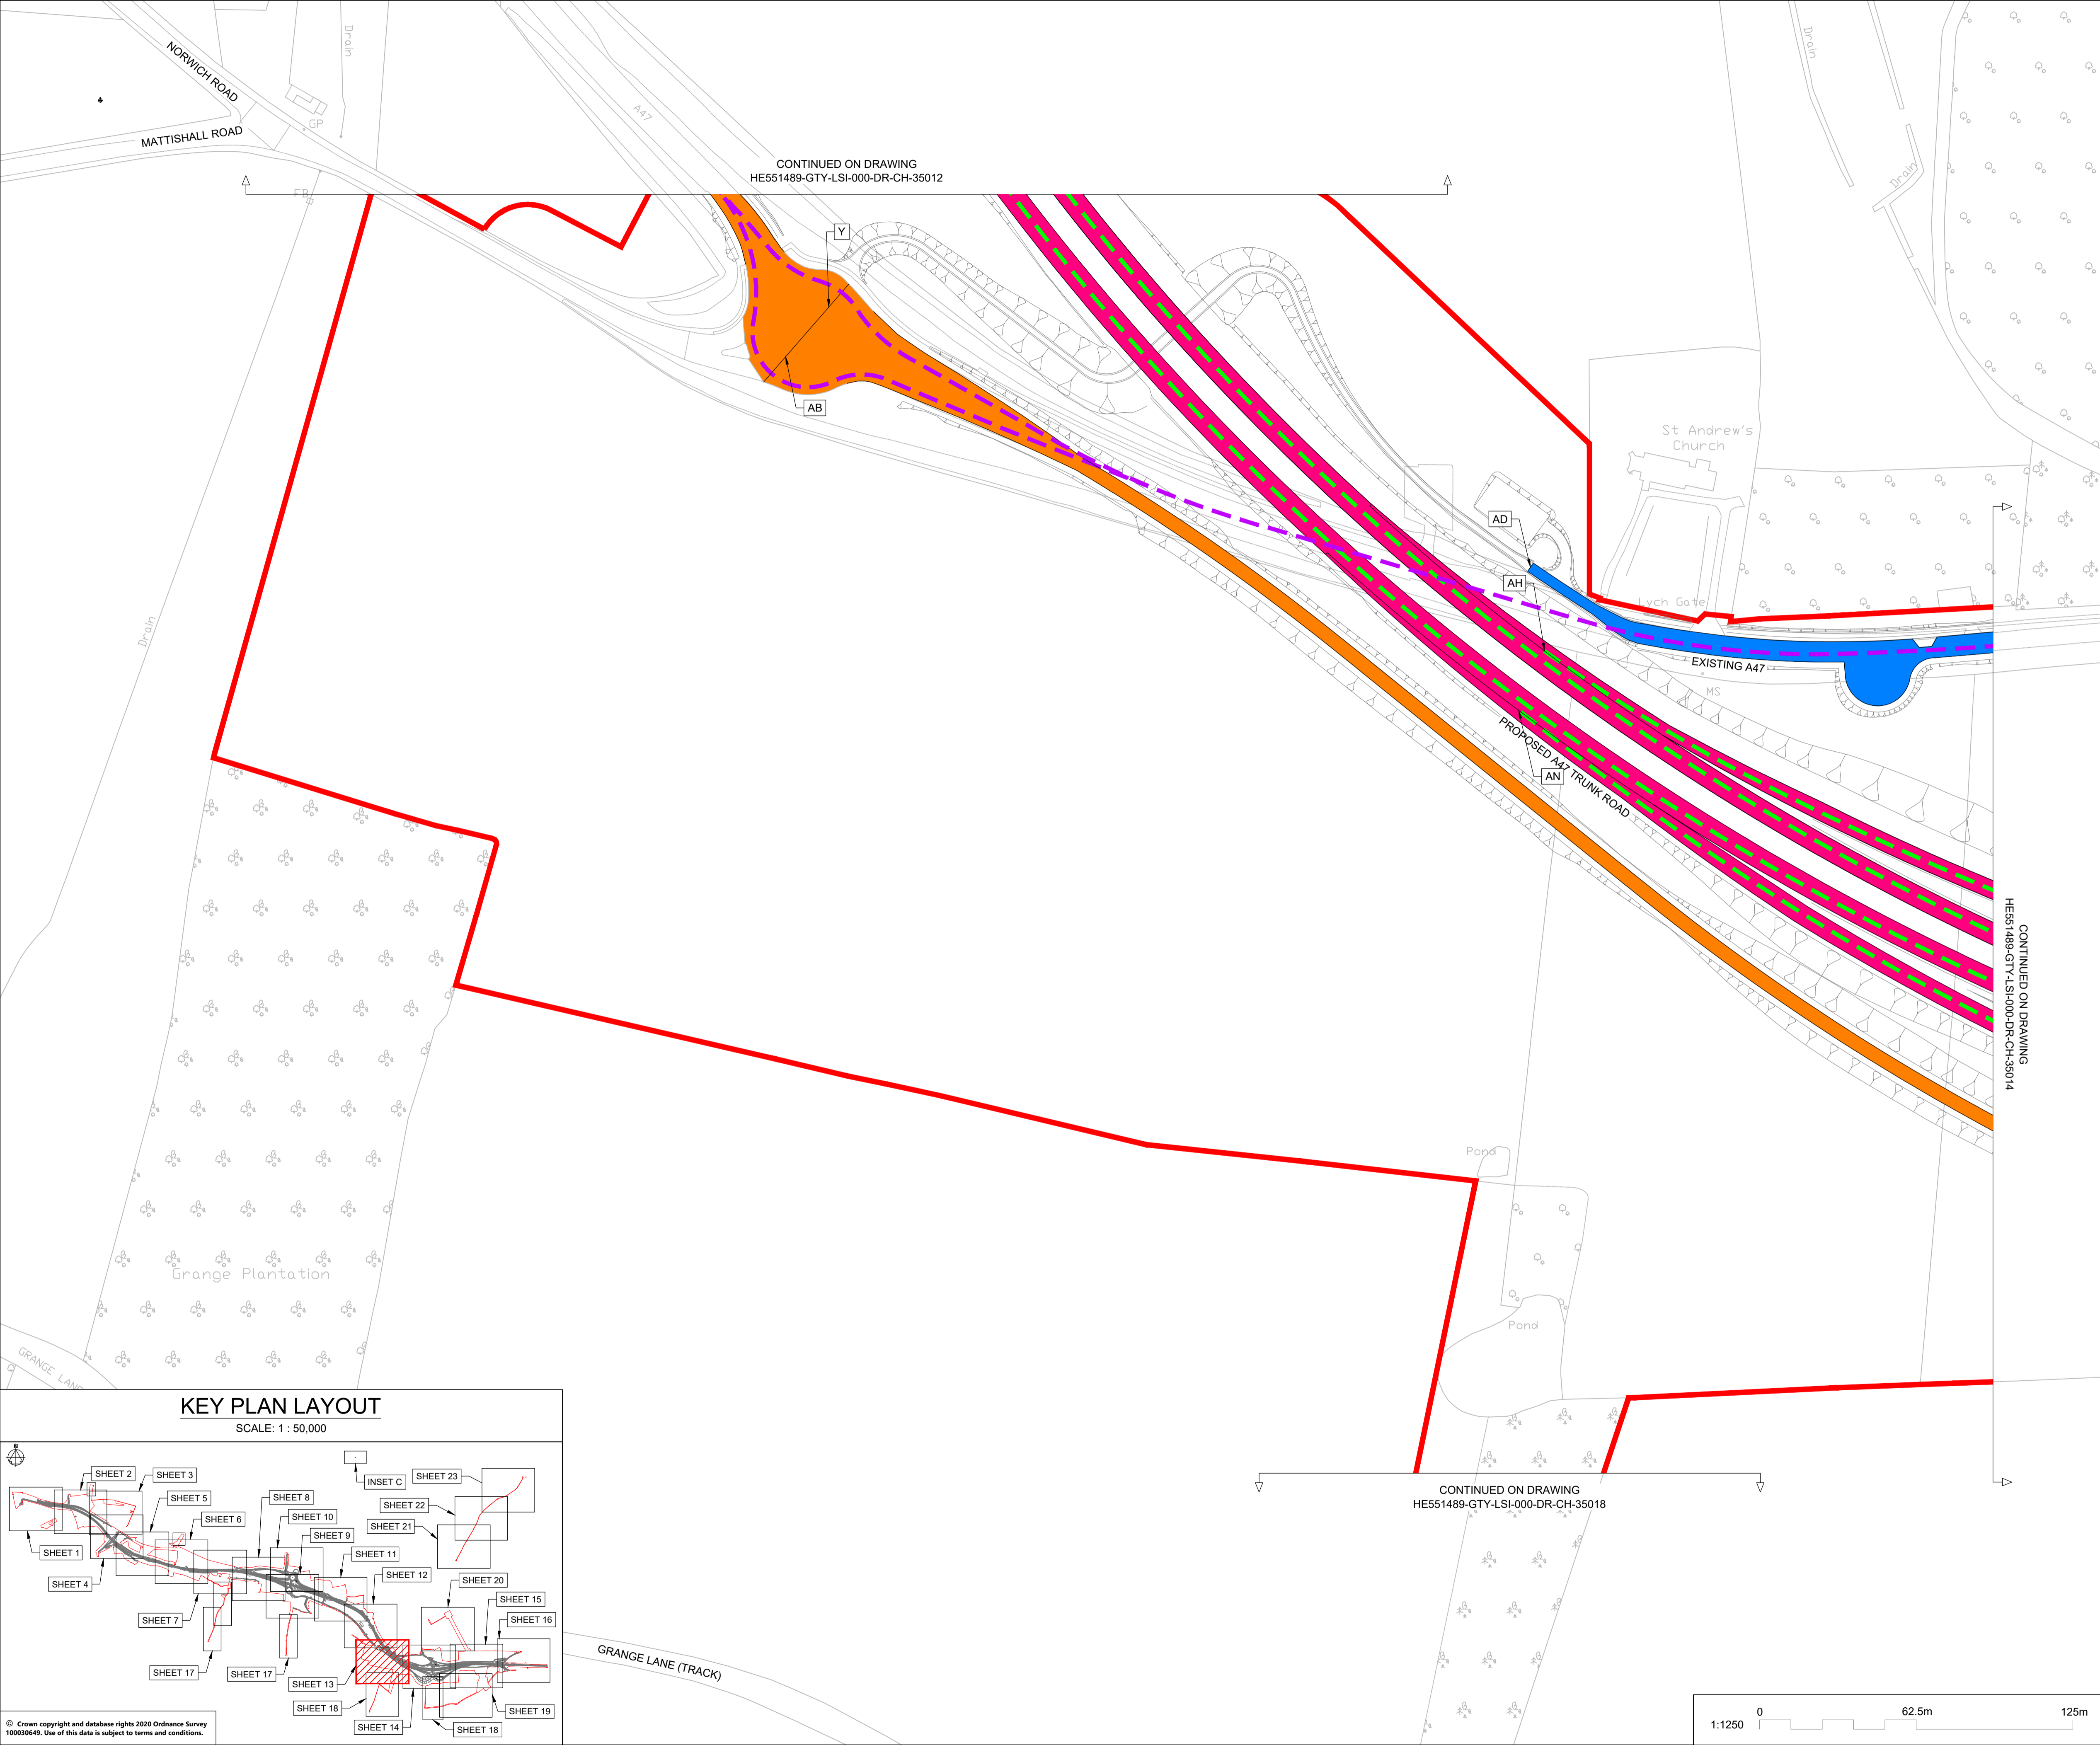 NORWICH ROAD
Drain
MATTISHALL ROAD
GP
FB
A47
CONTINUED ON DRAWING
HE551489-GTY-LSI-000-DR-CH-35012
Drain
Drain
Y
AB
St Andrew's
Church
AD
AH
Lych Gate
EXISTING A47
MS
AN
PROPOSED A47 TRUNK ROAD
Drain
CONTINUED ON DRAWING
HE551489-GTY-LSI-000-DR-CH-35014
Pond
Pond
Grange Plantation
GRANGE LANE
CONTINUED ON DRAWING
HE551489-GTY-LSI-000-DR-CH-35018
GRANGE LANE (TRACK)
KEY PLAN LAYOUT
SCALE: 1 : 50,000
SHEET 2
SHEET 3
SHEET 5
SHEET 6
SHEET 8
SHEET 10
SHEET 9
SHEET 11
SHEET 12
INSET C
SHEET 23
SHEET 22
SHEET 21
SHEET 20
SHEET 15
SHEET 16
SHEET 1
SHEET 4
SHEET 7
SHEET 17
SHEET 17
SHEET 13
SHEET 18
SHEET 14
SHEET 18
SHEET 19
© Crown copyright and database rights 2020 Ordnance Survey
100030649. Use of this data is subject to terms and conditions.
1:1250
0
62.5m
125m